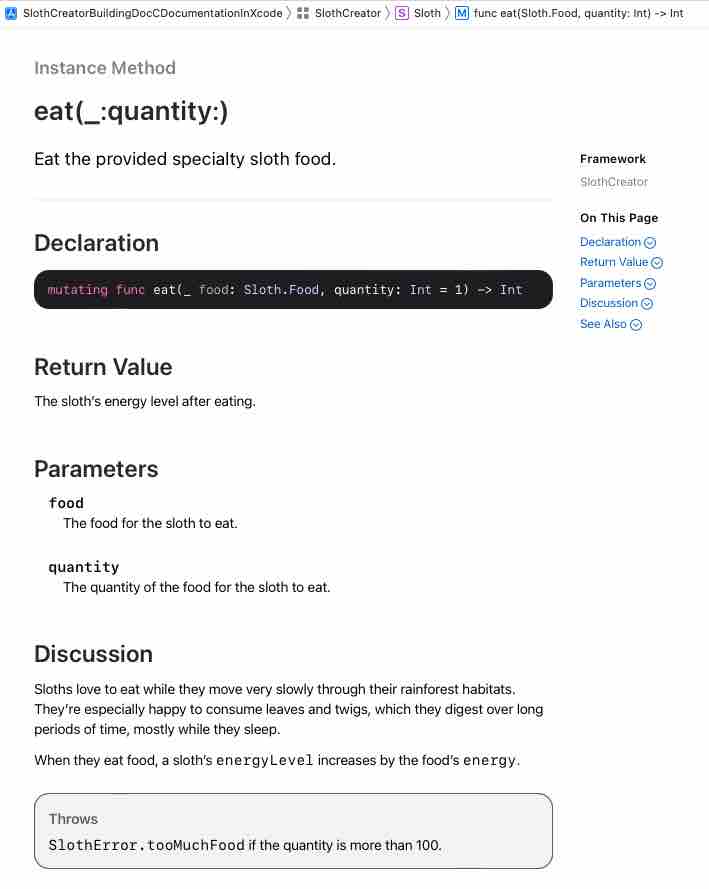 SlothCreatorBuildingDocCDocumentationInXcode 〉 SlothCreator 〉 S Sloth 〉 M func eat(Sloth.Food, quantity: Int) -> Int
Instance Method
eat(_:quantity:)
Eat the provided specialty sloth food.
Framework
SlothCreator
On This Page
Declaration
Return Value
Parameters
Discussion
See Also
Declaration
mutating func eat(_ food: Sloth.Food, quantity: Int = 1) -> Int
Return Value
The sloth’s energy level after eating.
Parameters
food
The food for the sloth to eat.
quantity
The quantity of the food for the sloth to eat.
Discussion
Sloths love to eat while they move very slowly through their rainforest habitats.
They’re especially happy to consume leaves and twigs, which they digest over long
periods of time, mostly while they sleep.
When they eat food, a sloth’s energyLevel increases by the food’s energy.
Throws
SlothError.tooMuchFood if the quantity is more than 100.